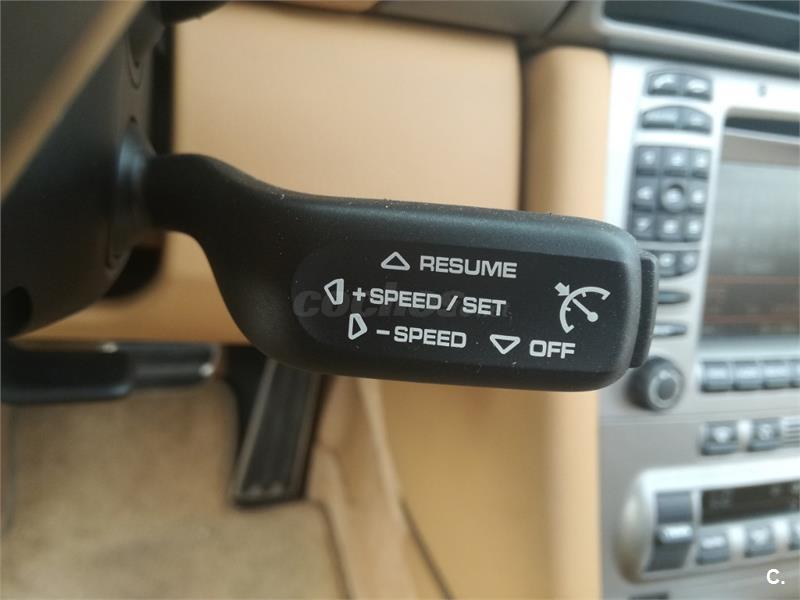 RESUME
+SPEED / SET
–SPEED
OFF
C.